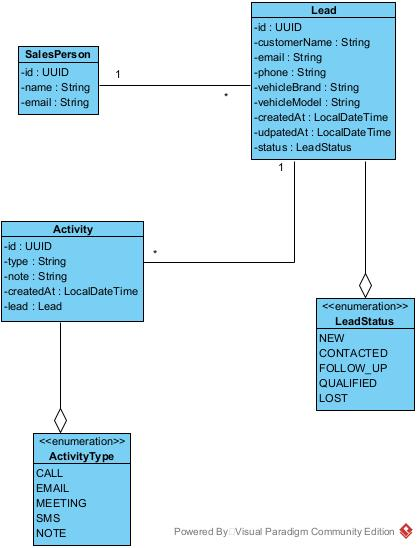 Lead
-id : UUID
-customerName : String
-email : String
-phone : String
-vehicleBrand : String
-vehicleModel : String
-createdAt : LocalDateTime
-udpatedAt : LocalDateTime
-status : LeadStatus
SalesPerson
-id : UUID
-name : String
-email : String
1
*
1
Activity
-id : UUID
-type : String
-note : String
-createdAt : LocalDateTime
-lead : Lead
*
<<enumeration>>
LeadStatus
NEW
CONTACTED
FOLLOW_UP
QUALIFIED
LOST
<<enumeration>>
ActivityType
CALL
EMAIL
MEETING
SMS
NOTE
Powered By Visual Paradigm Community Edition